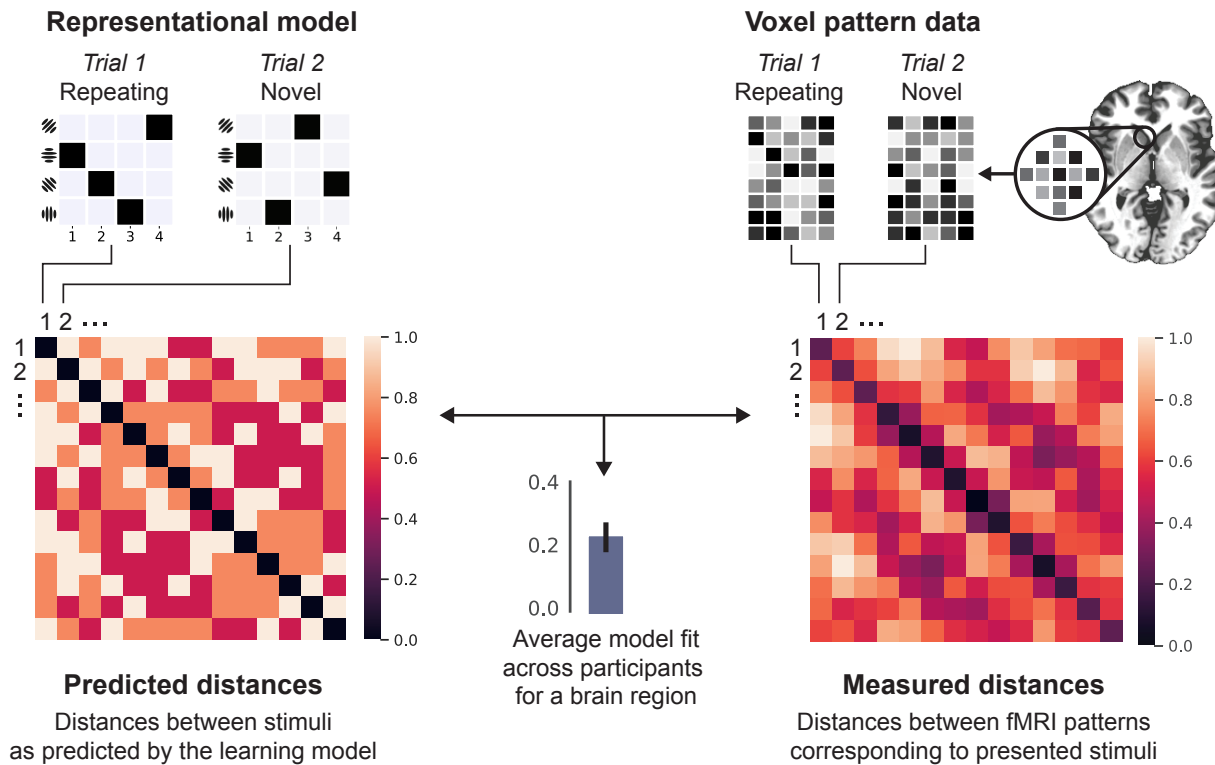 Representational model
Trial 1
Repeating
Trial 2
Novel
1 2 3 4
1 2 3 4
1 2 ...
1
2
⋮
1.0
0.8
0.6
0.4
0.2
0.0
Predicted distances
Distances between stimuli
as predicted by the learning model
0.4
0.2
0.0
Average model fit
across participants
for a brain region
Voxel pattern data
Trial 1
Repeating
Trial 2
Novel
1 2 ...
1
2
⋮
1.0
0.8
0.6
0.4
0.2
0.0
Measured distances
Distances between fMRI patterns
corresponding to presented stimuli